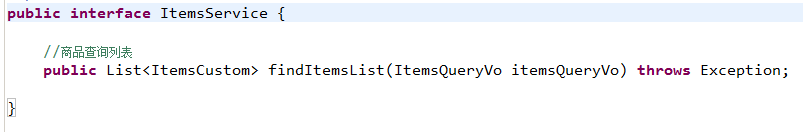 public interface ItemsService {
//商品查询列表
public List<ItemsCustom> findItemsList(ItemsQueryVo itemsQueryVo) throws Exception;
}